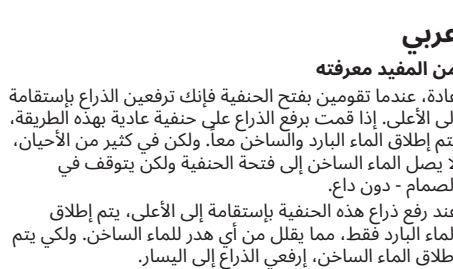 عربي
من المفيد معرفته
عادة، عندما تقومين بفتح الحنفية فإنك ترفعين الذراع بإستقامة
إلى الأعلى. إذا قمت برفع الذراع على حنفية عادية بهذه الطريقة،
يتم إطلاق الماء البارد والساخن معاً. ولكن في كثير من الأحيان،
لا يصل الماء الساخن إلى فتحة الحنفية ولكن يتوقف في
الصمام - دون داع.
عند رفع ذراع هذه الحنفية بإستقامة إلى الأعلى، يتم إطلاق
الماء البارد فقط، مما يقلل من أي هدر للماء الساخن. ولكي يتم
إطلاق الماء الساخن، إرفعي الذراع إلى اليسار.